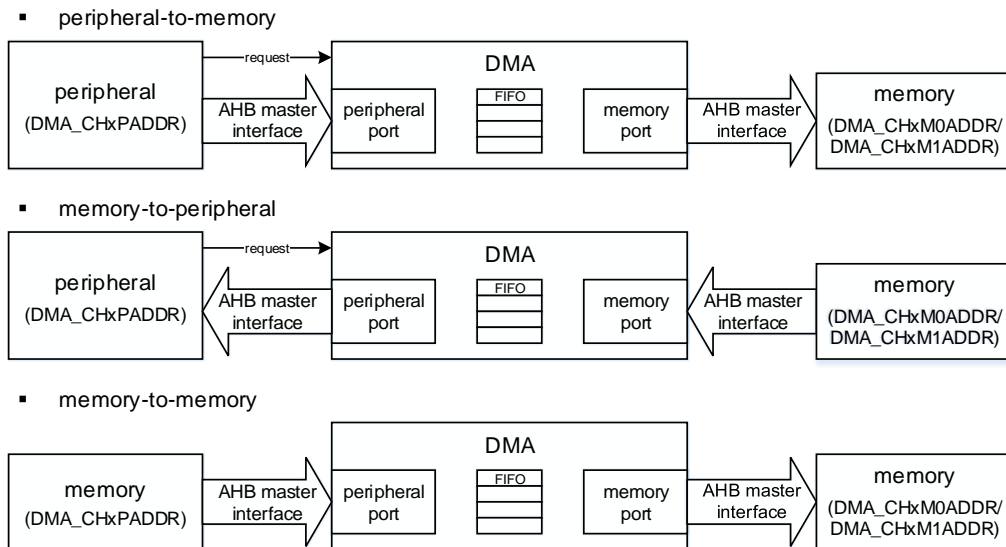 ▪ peripheral-to-memory
request
DMA
peripheral
(DMA_CHxPADDR)
AHB master
interface
peripheral
port
FIFO
memory
port
AHB master
interface
memory
(DMA_CHxM0ADDR/
DMA_CHxM1ADDR)
▪ memory-to-peripheral
request
DMA
peripheral
(DMA_CHxPADDR)
AHB master
interface
peripheral
port
FIFO
memory
port
AHB master
interface
memory
(DMA_CHxM0ADDR/
DMA_CHxM1ADDR)
▪ memory-to-memory
DMA
memory
(DMA_CHxPADDR)
AHB master
interface
peripheral
port
FIFO
memory
port
AHB master
interface
memory
(DMA_CHxM0ADDR/
DMA_CHxM1ADDR)